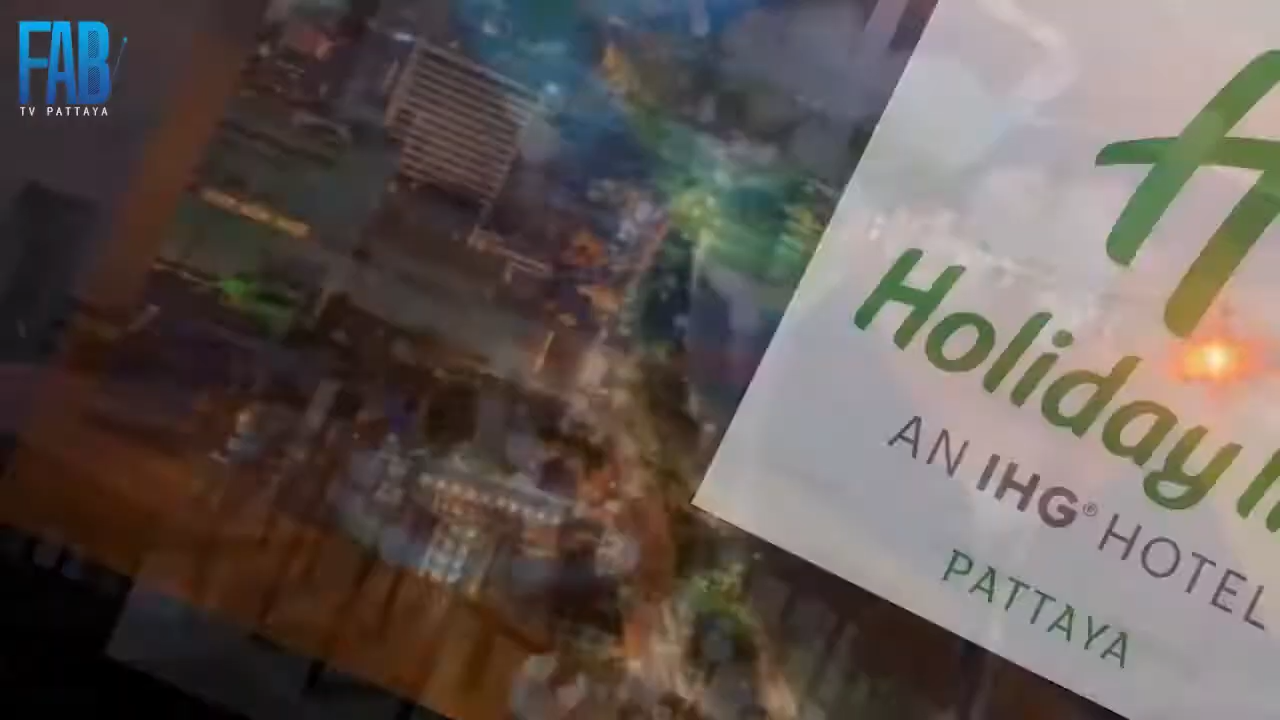 FAB
TV PATTAYA
Holiday
AN IHG® HOTEL
PATTAYA